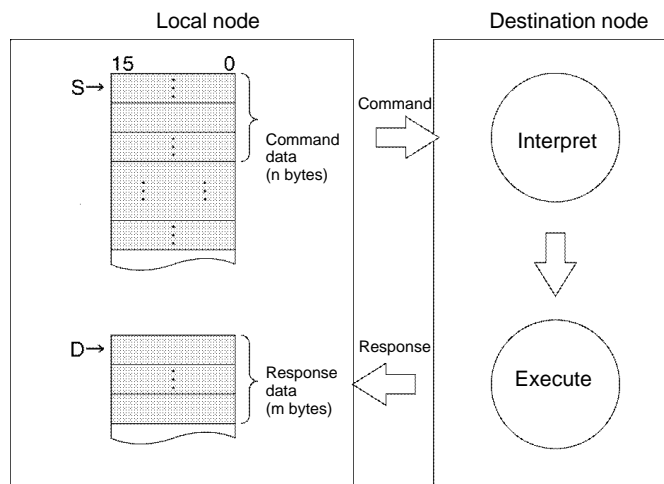 Local node
Destination node
15 0
S→
Command
data
(n bytes)
Command
Interpret
D→
Response
data
(m bytes)
Response
Execute